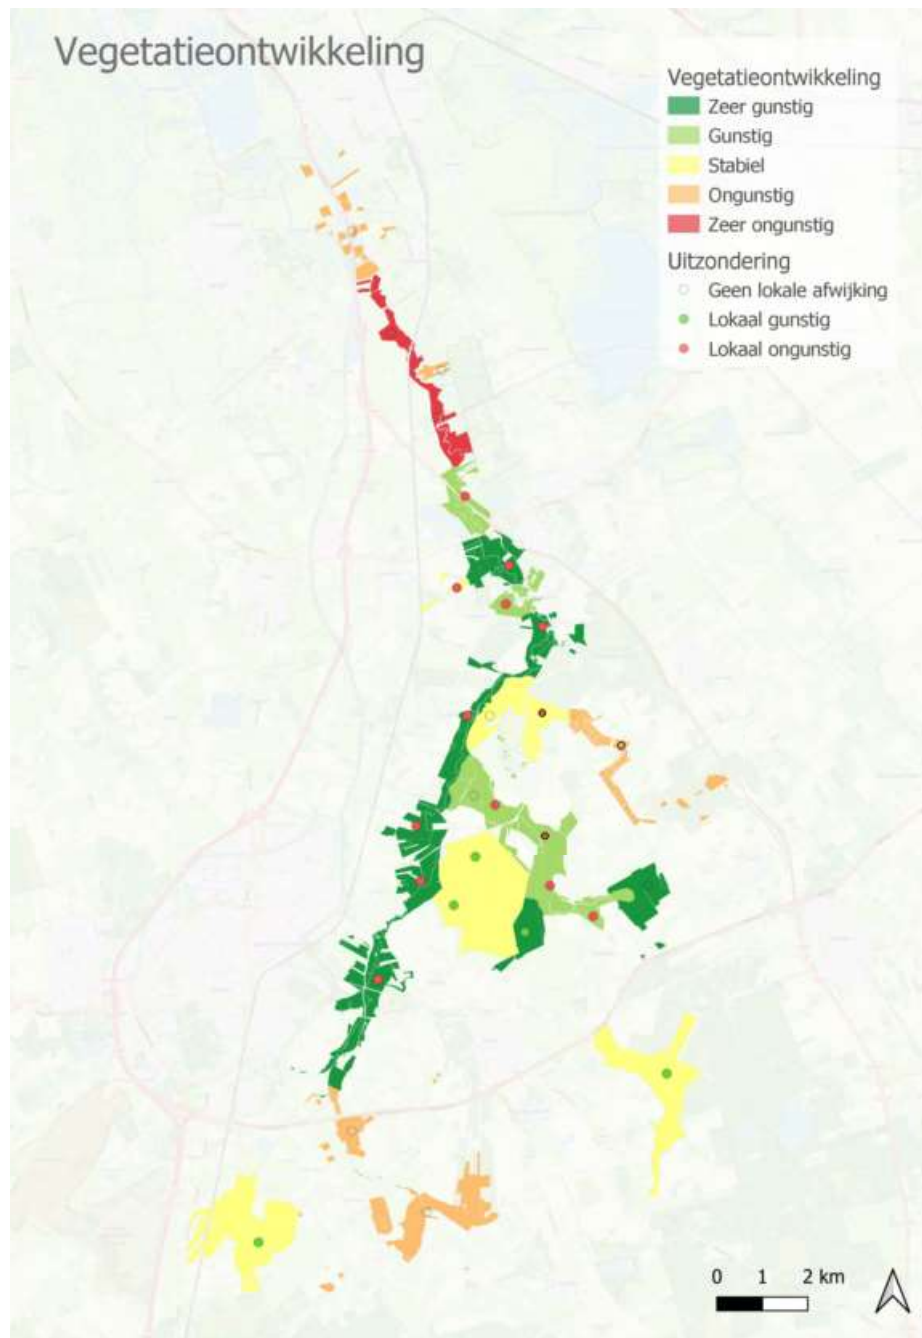 Vegetatieontwikkeling
Vegetatieontwikkeling
Zeer gunstig
Gunstig
Stabiel
Ongunstig
Zeer ongunstig
Uitzondering
Geen lokale afwijking
Lokaal gunstig
Lokaal ongunstig
0 1 2 km